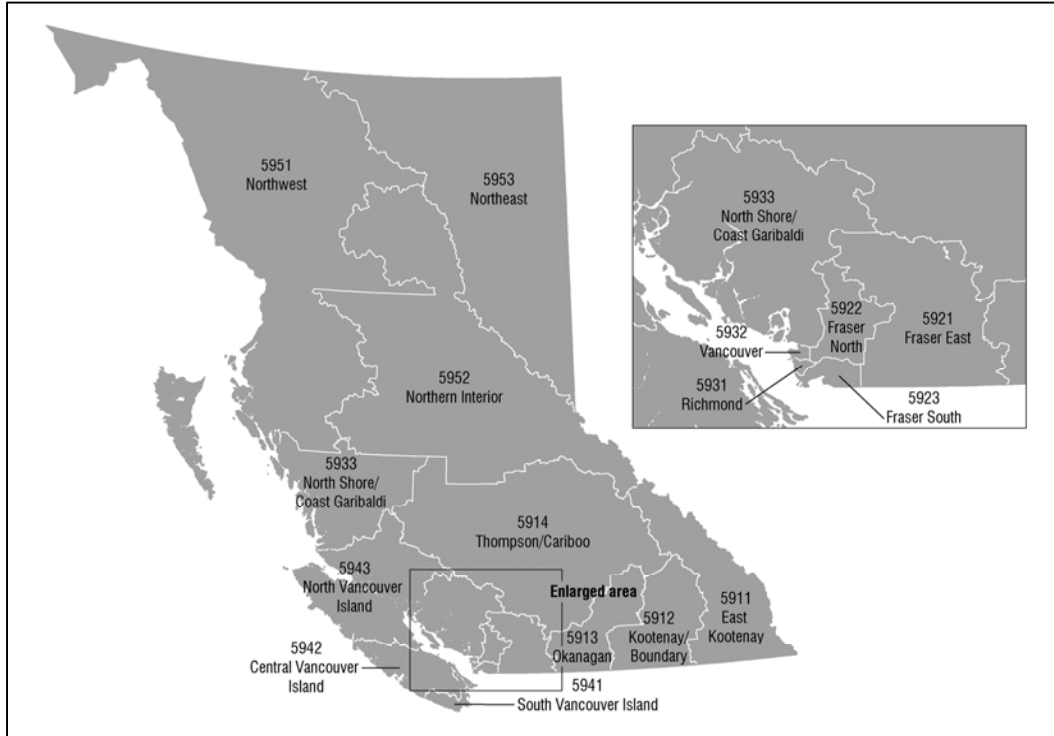 5951
Northwest
5953
Northeast
5952
Northern Interior
5933
North Shore/
Coast Garibaldi
5914
Thompson/Cariboo
5943
North Vancouver
Island
Enlarged area
5911
East
Kootenay
5912
Kootenay/
Boundary
5913
Okanagan
5942
Central Vancouver
Island
5941
South Vancouver Island
5933
North Shore/
Coast Garibaldi
5922
Fraser
North
5921
Fraser East
5932
Vancouver
5931
Richmond
5923
Fraser South